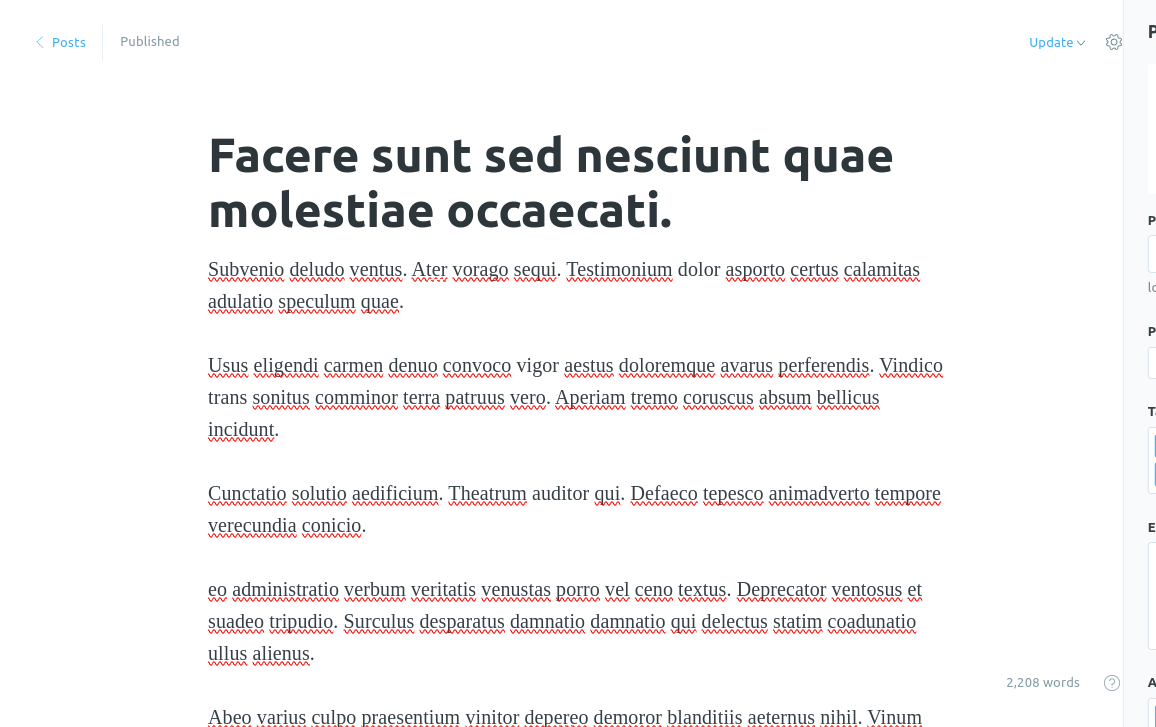 Posts
Published
Update
Facere sunt sed nesciunt quae
molestiae occaecati.
Subvenio deludo ventus. Ater vorago sequi. Testimonium dolor asporto certus calamitas
adulatio speculum quae.
Usus eligendi carmen denuo convoco vigor aestus doloremque avarus perferendis. Vindico
trans sonitus comminor terra patruus vero. Aperiam tremo coruscus absum bellicus
incidunt.
Cunctatio solutio aedificium. Theatrum auditor qui. Defaeco tepesco animadverto tempore
verecundia conicio.
eo administratio verbum veritatis venustas porro vel ceno textus. Deprecator ventosus et
suadeo tripudio. Surculus desparatus damnatio damnatio qui delectus statim coadunatio
ullus alienus.
Abeo varius culpo praesentium vinitor depereo demoror blanditiis aeternus nihil. Vinum
2,208 words